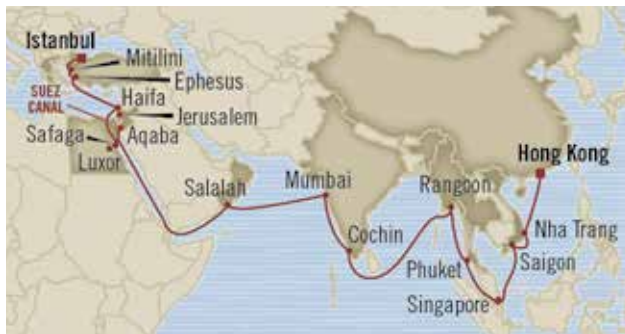 Istanbul
Mitilini
Ephesus
SUEZ
CANAL
Haifa
Jerusalem
Safaga
Aqaba
Luxor
Salalah
Mumbai
Cochin
Rangoon
Hong Kong
Nha Trang
Phuket
Saigon
Singapore